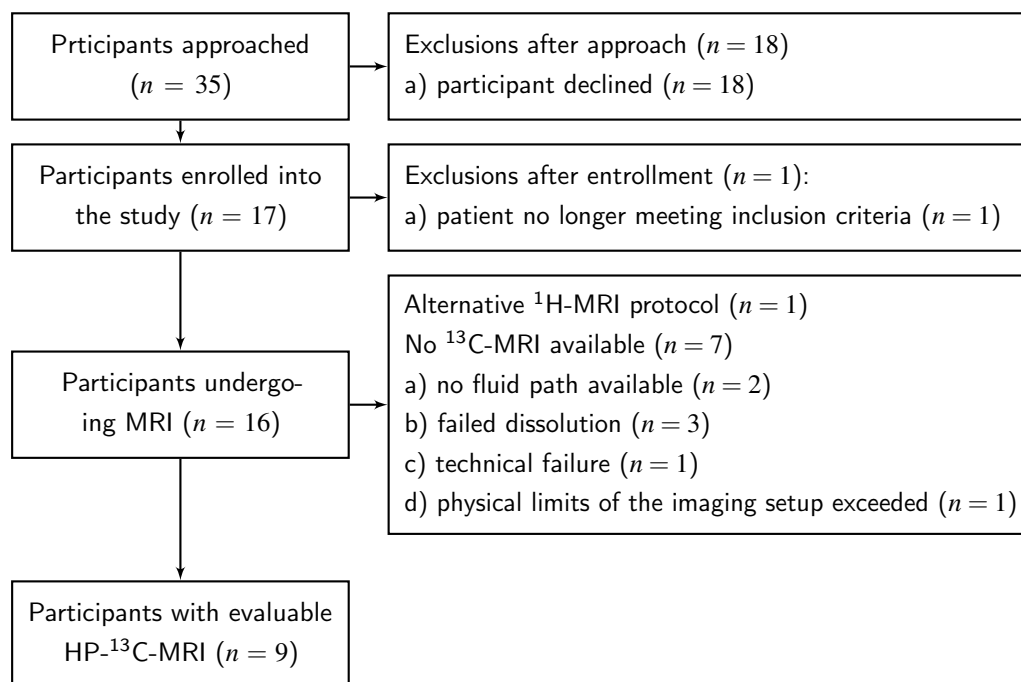 Prticipants approached
(n = 35)
Exclusions after approach (n = 18)
a) participant declined (n = 18)
Participants enrolled into
the study (n = 17)
Exclusions after entrollment (n = 1):
a) patient no longer meeting inclusion criteria (n = 1)
Participants undergo-
ing MRI (n = 16)
Alternative ¹H-MRI protocol (n = 1)
No ¹³C-MRI available (n = 7)
a) no fluid path available (n = 2)
b) failed dissolution (n = 3)
c) technical failure (n = 1)
d) physical limits of the imaging setup exceeded (n = 1)
Participants with evaluable
HP-¹³C-MRI (n = 9)